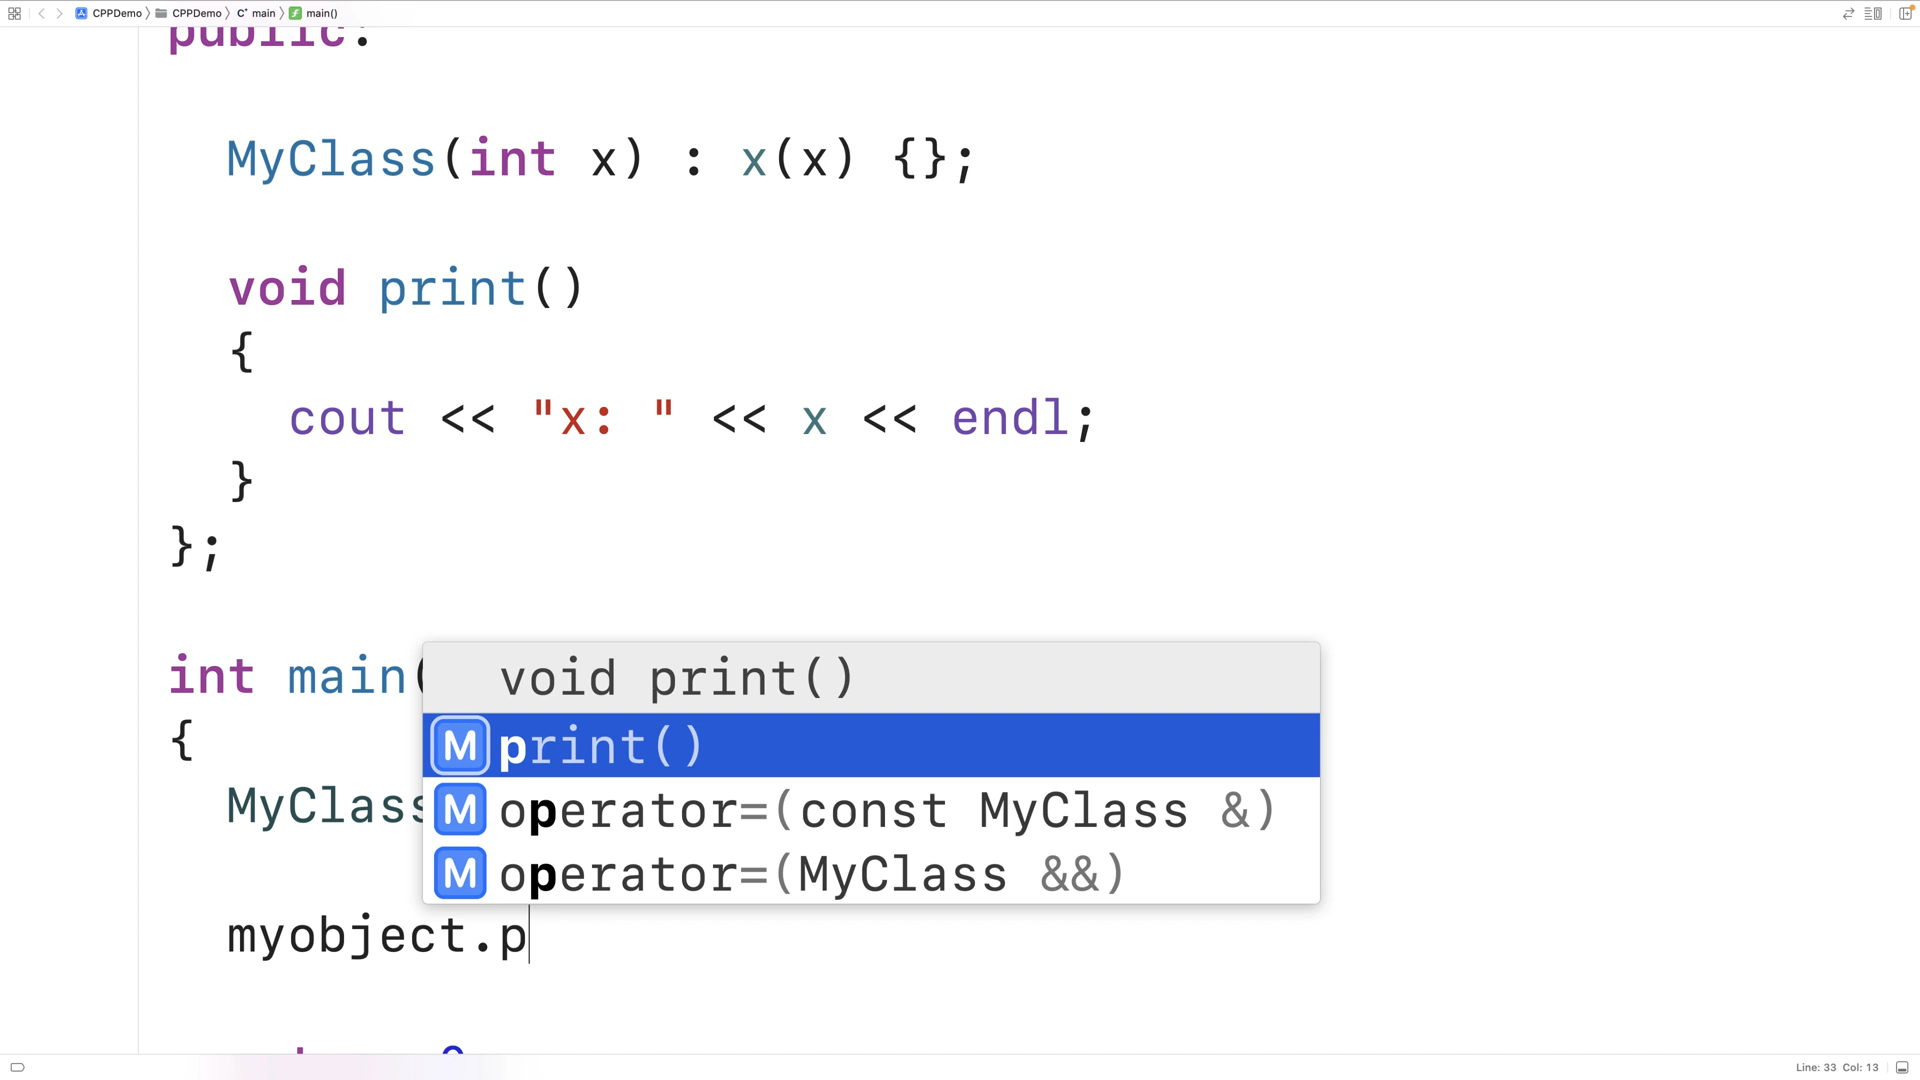 CPPDemo CPPDemo C+ main f main()
public:
MyClass(int x) : x(x) {};
void print()
{
cout << "x: " << x << endl;
}
};
int main(
void print()
M print()
{
MyClass
M operator=(const MyClass &)
M operator=(MyClass &&)
myobject.p
Line: 33 Col: 13